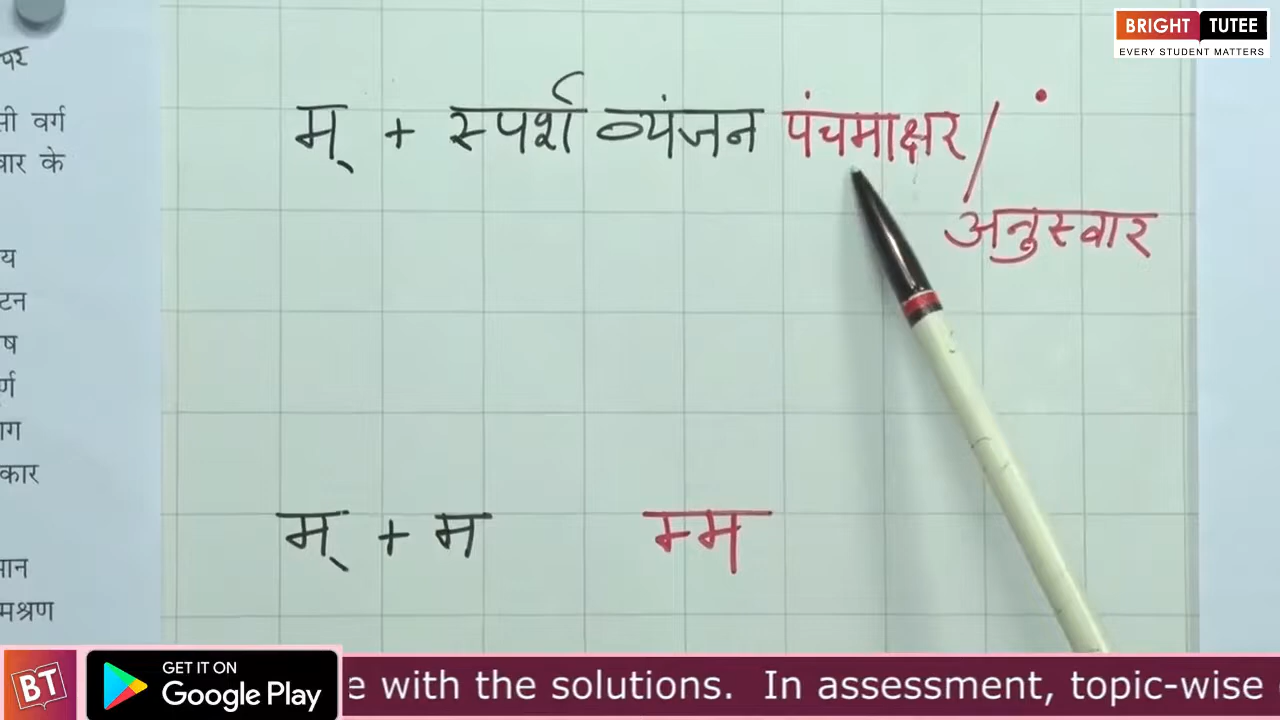 BRIGHT TUTEE
EVERY STUDENT MATTERS
म् + स्पर्श व्यंजन पंचमाक्षर/ ं
अनुस्वार
पर
सी वर्ग
वार के
य
टन
ष
र्ण
ाग
कार
मान
मश्रण
म् + म म्म
BT
GET IT ON
Google Play
e with the solutions. In assessment, topic-wise